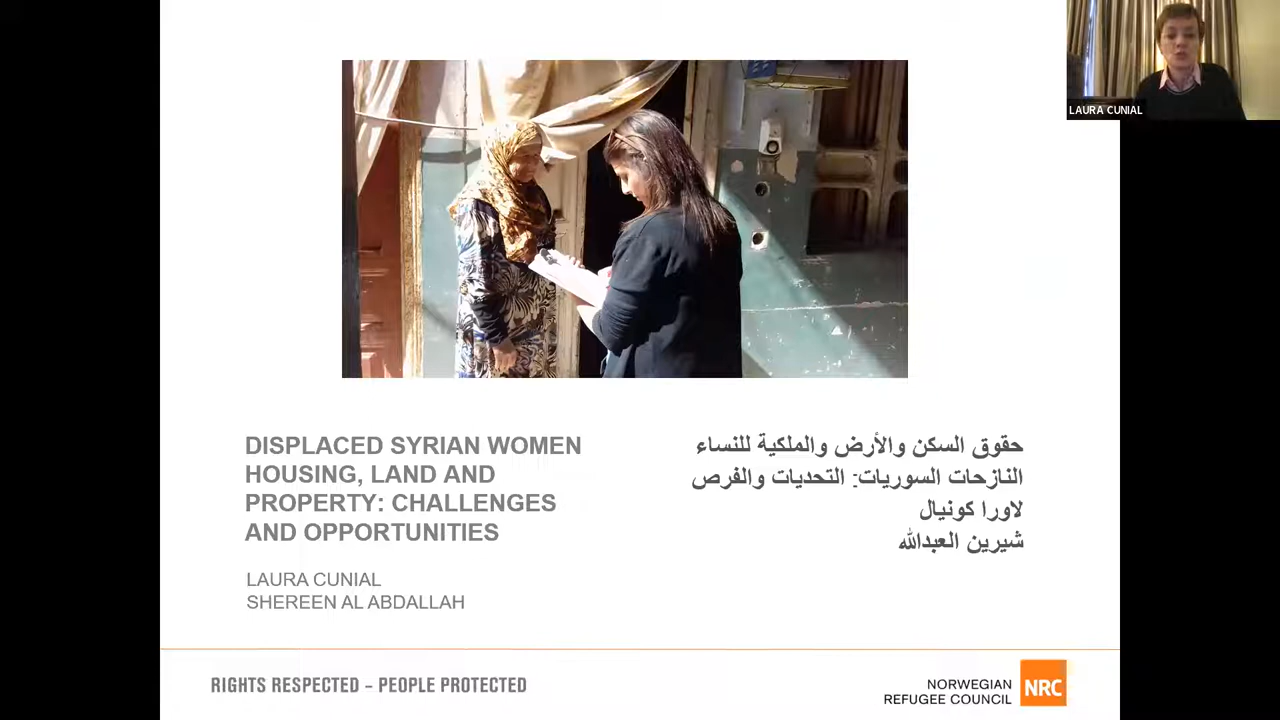 LAURA CUNIAL
DISPLACED SYRIAN WOMEN
HOUSING, LAND AND
PROPERTY: CHALLENGES
AND OPPORTUNITIES
LAURA CUNIAL
SHEREEN AL ABDALLAH
حقوق السكن والأرض والملكية للنساء
النازحات السوريات: التحديات والفرص
لاورا كونيال
شيرين العبدالله
RIGHTS RESPECTED – PEOPLE PROTECTED
NORWEGIAN
REFUGEE COUNCIL
NRC